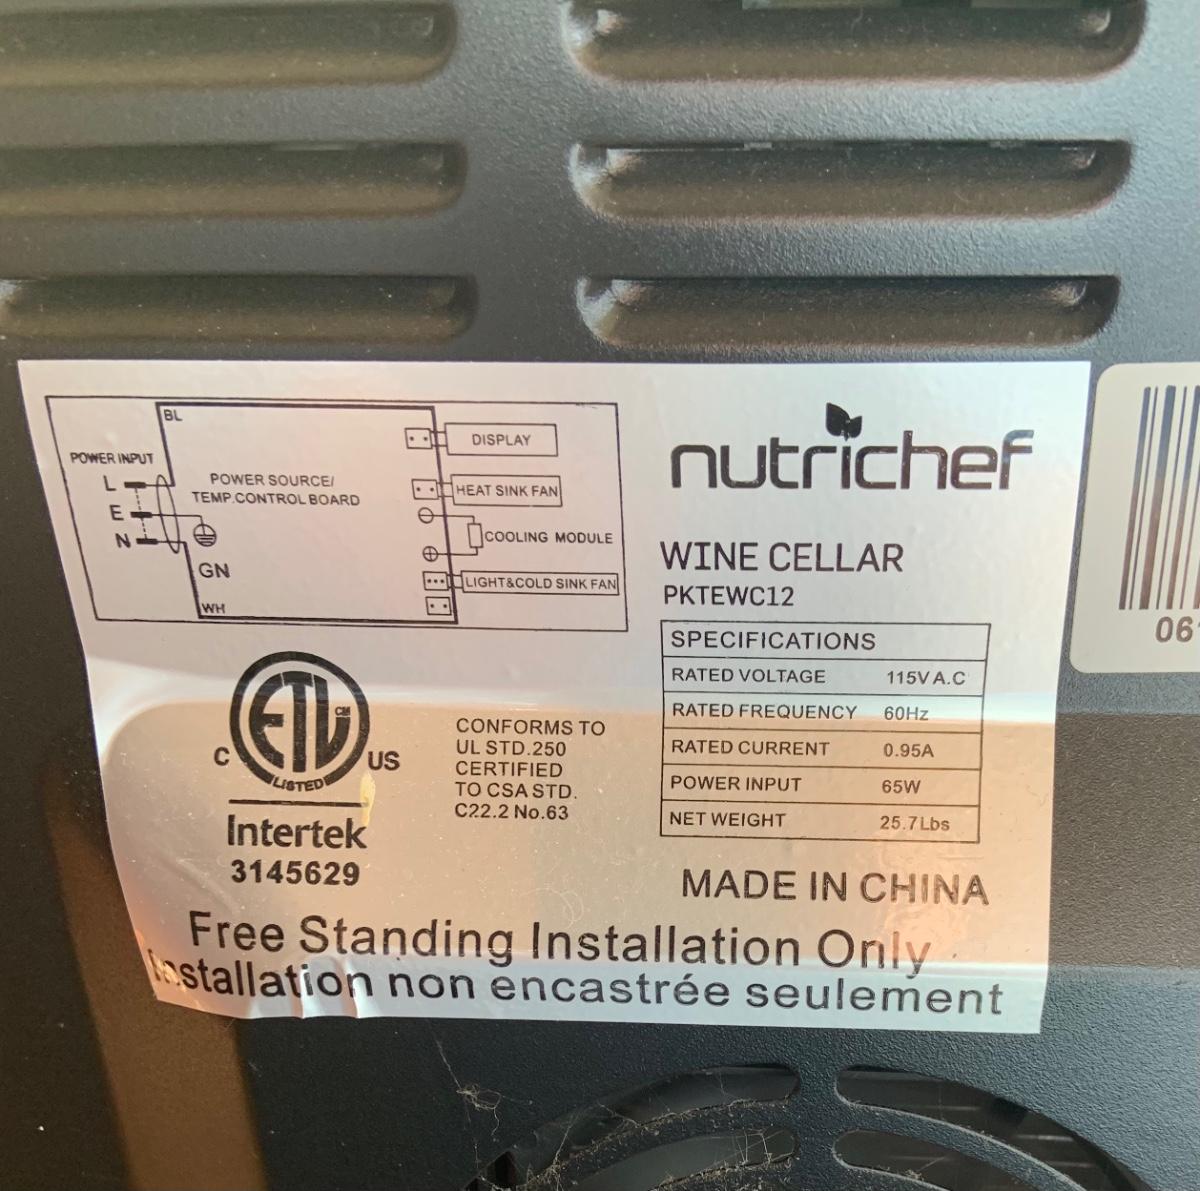 BL
POWER INPUT
L
E
N
POWER SOURCE/
TEMP.CONTROL BOARD
GN
WH
DISPLAY
HEAT SINK FAN
COOLING MODULE
LIGHT&COLD SINK FAN
nutrichef
WINE CELLAR
PKTEWC12
SPECIFICATIONS
RATED VOLTAGE 115V A.C
RATED FREQUENCY 60Hz
RATED CURRENT 0.95A
POWER INPUT 65W
NET WEIGHT 25.7Lbs
ETL CM
C US
LISTED
Intertek
3145629
CONFORMS TO
UL STD.250
CERTIFIED
TO CSA STD.
C22.2 No.63
MADE IN CHINA
Free Standing Installation Only
Installation non encastrée seulement